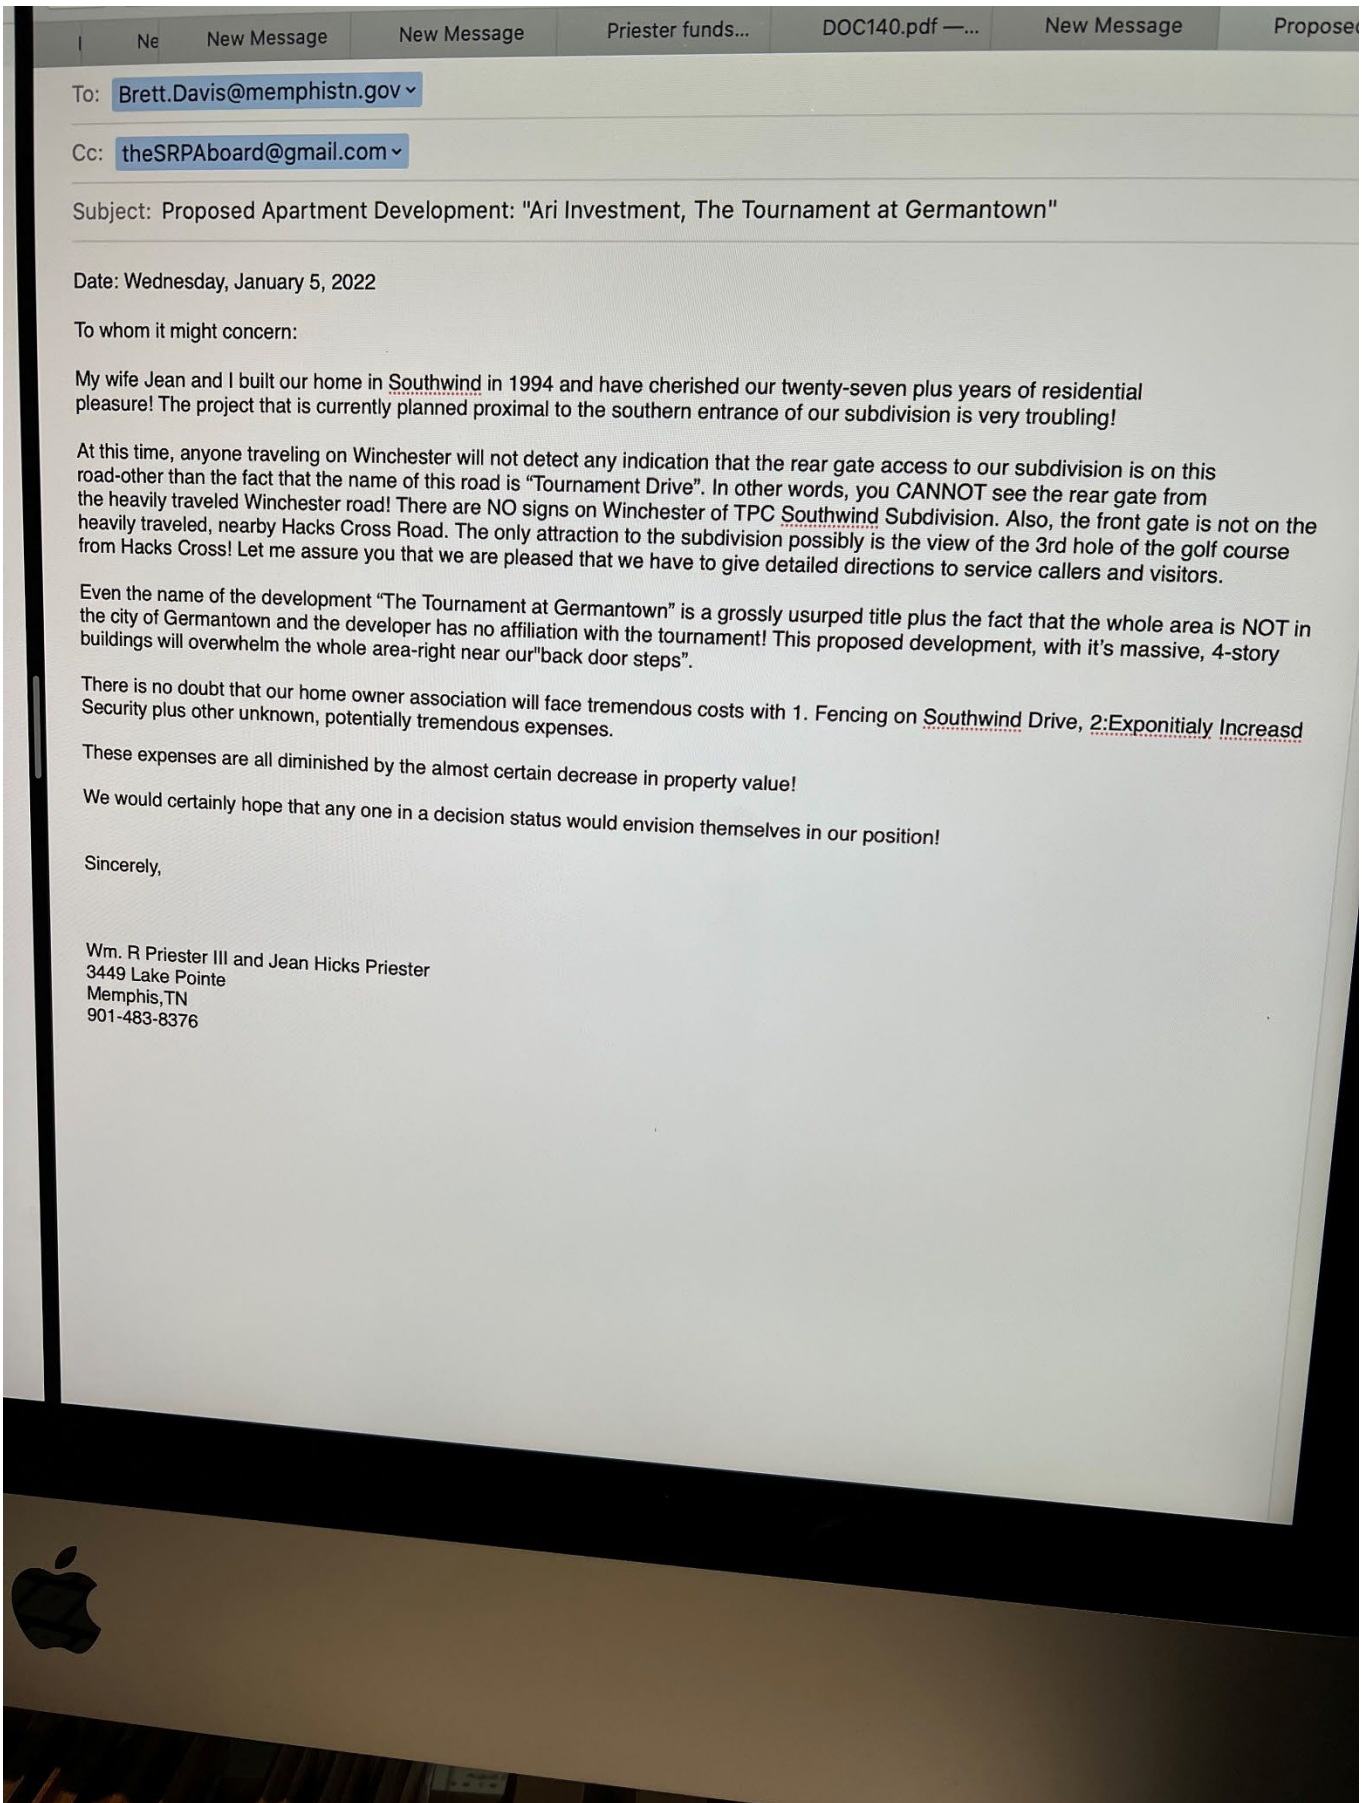 Ne
New Message
New Message
Priester funds...
DOC140.pdf —...
New Message
Proposed
To: Brett.Davis@memphistn.gov
Cc: theSRPAboard@gmail.com
Subject: Proposed Apartment Development: "Ari Investment, The Tournament at Germantown"
Date: Wednesday, January 5, 2022
To whom it might concern:
My wife Jean and I built our home in Southwind in 1994 and have cherished our twenty-seven plus years of residential
pleasure! The project that is currently planned proximal to the southern entrance of our subdivision is very troubling!
At this time, anyone traveling on Winchester will not detect any indication that the rear gate access to our subdivision is on this
road-other than the fact that the name of this road is “Tournament Drive”. In other words, you CANNOT see the rear gate from
the heavily traveled Winchester road! There are NO signs on Winchester of TPC Southwind Subdivision. Also, the front gate is not on the
heavily traveled, nearby Hacks Cross Road. The only attraction to the subdivision possibly is the view of the 3rd hole of the golf course
from Hacks Cross! Let me assure you that we are pleased that we have to give detailed directions to service callers and visitors.
Even the name of the development “The Tournament at Germantown” is a grossly usurped title plus the fact that the whole area is NOT in
the city of Germantown and the developer has no affiliation with the tournament! This proposed development, with it’s massive, 4-story
buildings will overwhelm the whole area-right near our"back door steps”.
There is no doubt that our home owner association will face tremendous costs with 1. Fencing on Southwind Drive, 2:Exponitialy Increasd
Security plus other unknown, potentially tremendous expenses.
These expenses are all diminished by the almost certain decrease in property value!
We would certainly hope that any one in a decision status would envision themselves in our position!
Sincerely,
Wm. R Priester III and Jean Hicks Priester
3449 Lake Pointe
Memphis,TN
901-483-8376